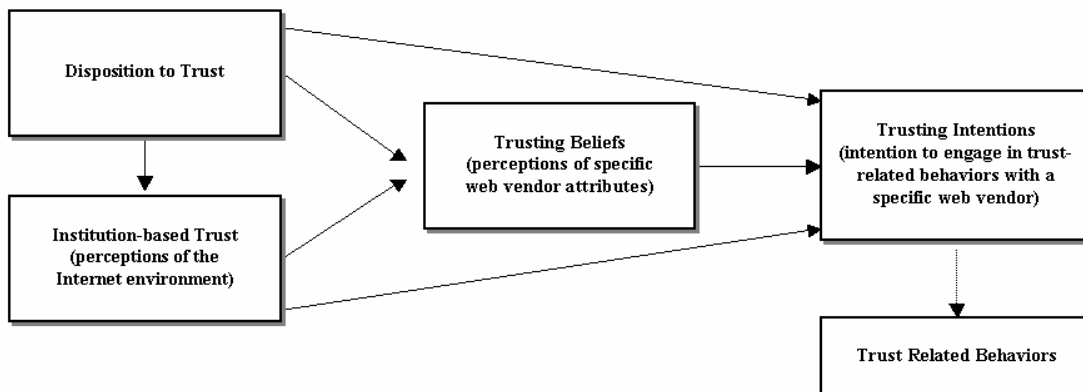 Disposition to Trust
Institution-based Trust
(perceptions of the
Internet environment)
Trusting Beliefs
(perceptions of specific
web vendor attributes)
Trusting Intentions
(intention to engage in trust-
related behaviors with a
specific web vendor)
Trust Related Behaviors